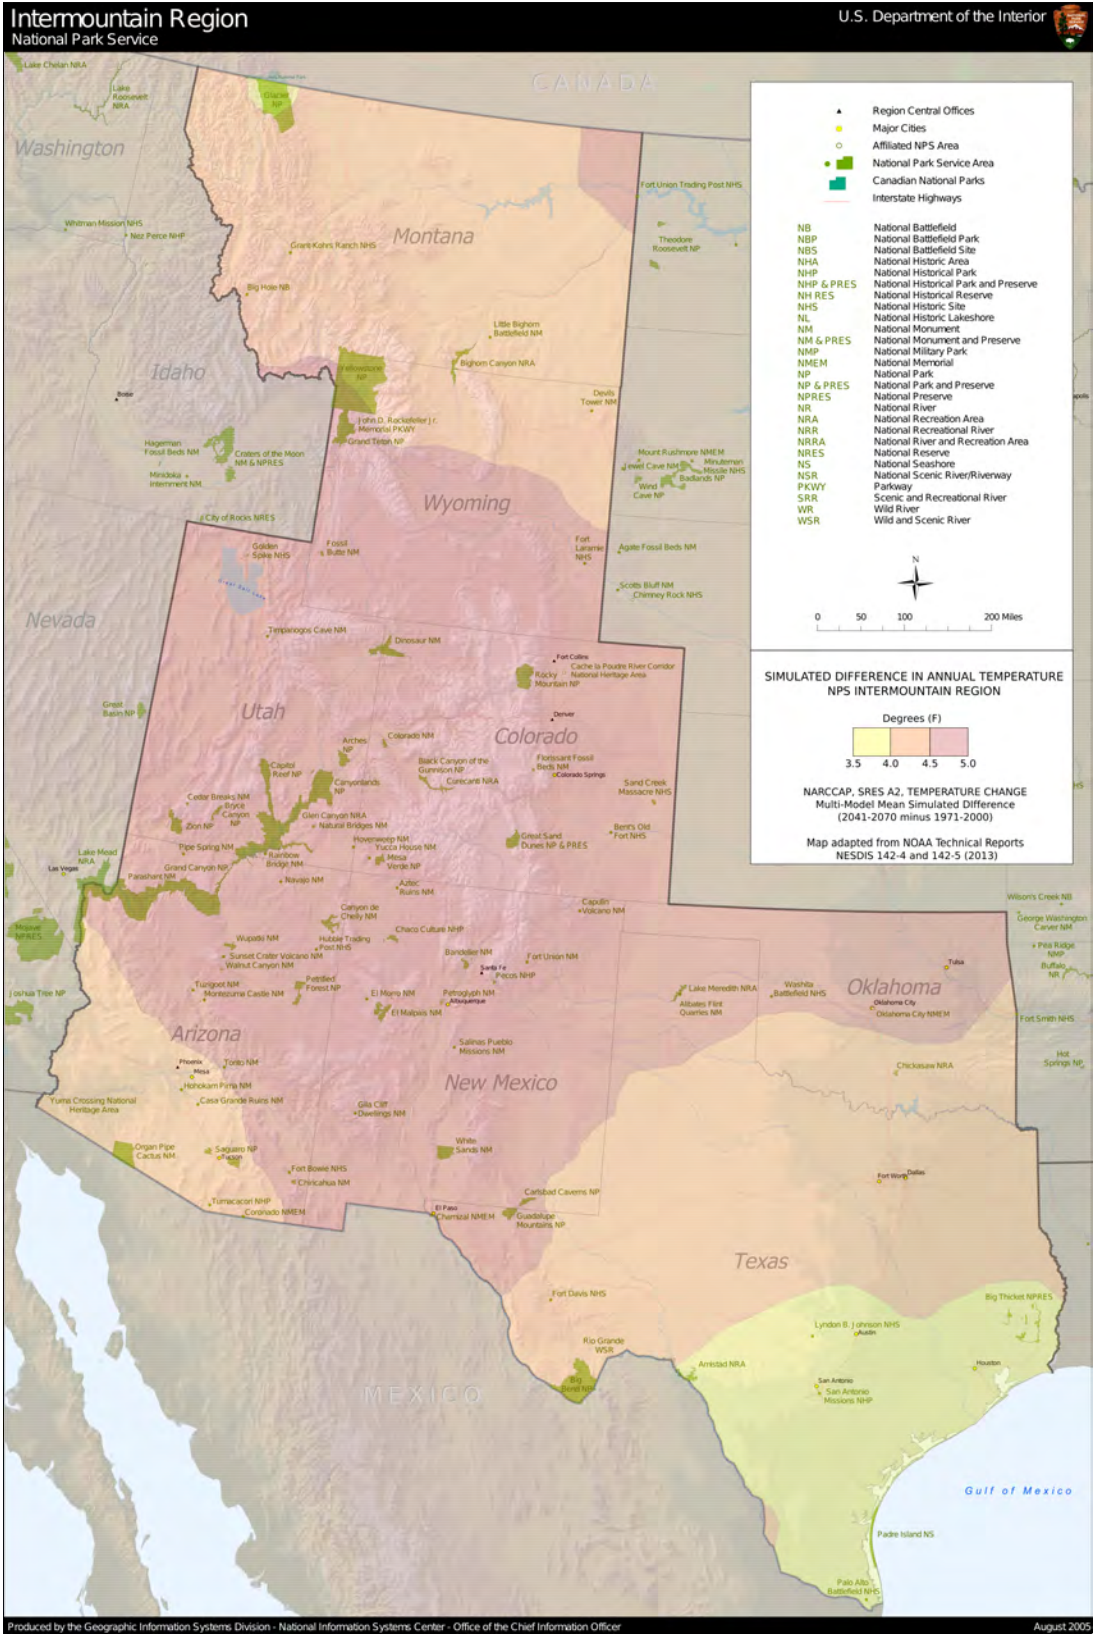 Intermountain Region
National Park Service
U.S. Department of the Interior
Lake Chelan NRA
Lake
Roosevelt
NRA
Washington
CANADA
Glacier
NP
Whitman Mission NHS
Nez Perce NHP
Montana
Grant-Kohrs Ranch NHS
Big Hole NB
Fort Union Trading Post NHS
Theodore
Roosevelt NP
Little Bighorn
Battlefield NM
Bighorn Canyon NRA
Idaho
Boise
Yellowstone
NP
Devils
Tower NM
John D. Rockefeller Jr.
Memorial PKWY
Grand Teton NP
Hagerman
Fossil Beds NM
Craters of the Moon
NM & NPRES
Minidoka
Internment NM
City of Rocks NRES
Mount Rushmore NMEM
Jewel Cave NM
Minuteman
Missile NHS
Wind
Cave NP
Badlands NP
Wyoming
Golden
Spike NHS
Fossil
Butte NM
Fort
Laramie
NHS
Agate Fossil Beds NM
Scotts Bluff NM
Chimney Rock NHS
Great Salt Lake
Nevada
Timpanogos Cave NM
Dinosaur NM
Fort Collins
Cache la Poudre River Corridor
National Heritage Area
Rocky
Mountain NP
Great
Basin NP
Utah
Denver
Colorado
Arches
NP
Colorado NM
Capitol
Reef NP
Canyonlands
NP
Black Canyon of the
Gunnison NP
Curecanti NRA
Florissant Fossil
Beds NM
Colorado Springs
Sand Creek
Massacre NHS
Cedar Breaks NM
Bryce
Canyon
NP
Zion NP
Glen Canyon NRA
Natural Bridges NM
Great Sand
Dunes NP & PRES
Bent's Old
Fort NHS
Pipe Spring NM
Rainbow
Bridge NM
Hovenweep NM
Yucca House NM
Mesa
Verde NP
Lake Mead
NRA
Las Vegas
Grand Canyon NP
Parashant NM
Navajo NM
Aztec
Ruins NM
Capulin
Volcano NM
Mojave
NPRES
Canyon de
Chelly NM
Chaco Culture NHP
Wupatki NM
Hubble Trading
Post NHS
Sunset Crater Volcano NM
Walnut Canyon NM
Bandelier NM
Fort Union NM
Santa Fe
Pecos NHP
Joshua Tree NP
Tuzigoot NM
Montezuma Castle NM
Petrified
Forest NP
El Morro NM
El Malpais NM
Petroglyph NM
Albuquerque
Lake Meredith NRA
Alibates Flint
Quarries NM
Washita
Battlefield NHS
Oklahoma
Tulsa
Oklahoma City
Oklahoma City NMEM
Wilson's Creek NB
George Washington
Carver NM
Pea Ridge
NMP
Buffalo
NR
Fort Smith NHS
Hot
Springs NP
Arizona
Phoenix
Mesa
Tonto NM
Hohokam Pima NM
Casa Grande Ruins NM
Salinas Pueblo
Missions NM
New Mexico
Chickasaw NRA
Yuma Crossing National
Heritage Area
Gila Cliff
Dwellings NM
Organ Pipe
Cactus NM
Saguaro NP
Tucson
White
Sands NM
Fort Bowie NHS
Chiricahua NM
Tumacacori NHP
Coronado NMEM
El Paso
Chamizal NMEM
Carlsbad Caverns NP
Guadalupe
Mountains NP
Fort Worth
Dallas
Texas
Fort Davis NHS
Rio Grande
WSR
Big
Bend NP
Amistad NRA
Lyndon B. Johnson NHS
Austin
Big Thicket NPRES
Houston
San Antonio
San Antonio
Missions NHP
MEXICO
Gulf of Mexico
Padre Island NS
Palo Alto
Battlefield NHS
Region Central Offices
Major Cities
Affiliated NPS Area
National Park Service Area
Canadian National Parks
Interstate Highways
NB National Battlefield
NBP National Battlefield Park
NBS National Battlefield Site
NHA National Historic Area
NHP National Historical Park
NHP & PRES National Historical Park and Preserve
NH RES National Historical Reserve
NHS National Historic Site
NL National Historic Lakeshore
NM National Monument
NM & PRES National Monument and Preserve
NMP National Military Park
NMEM National Memorial
NP National Park
NP & PRES National Park and Preserve
NPRES National Preserve
NR National River
NRA National Recreation Area
NRR National Recreational River
NRRA National River and Recreation Area
NRES National Reserve
NS National Seashore
NSR National Scenic River/Riverway
PKWY Parkway
SRR Scenic and Recreational River
WR Wild River
WSR Wild and Scenic River
N
0 50 100 200 Miles
SIMULATED DIFFERENCE IN ANNUAL TEMPERATURE
NPS INTERMOUNTAIN REGION
Degrees (F)
3.5 4.0 4.5 5.0
NARCCAP, SRES A2, TEMPERATURE CHANGE
Multi-Model Mean Simulated Difference
(2041-2070 minus 1971-2000)
Map adapted from NOAA Technical Reports
NESDIS 142-4 and 142-5 (2013)
Produced by the Geographic Information Systems Division - National Information Systems Center - Office of the Chief Information Officer
August 2005